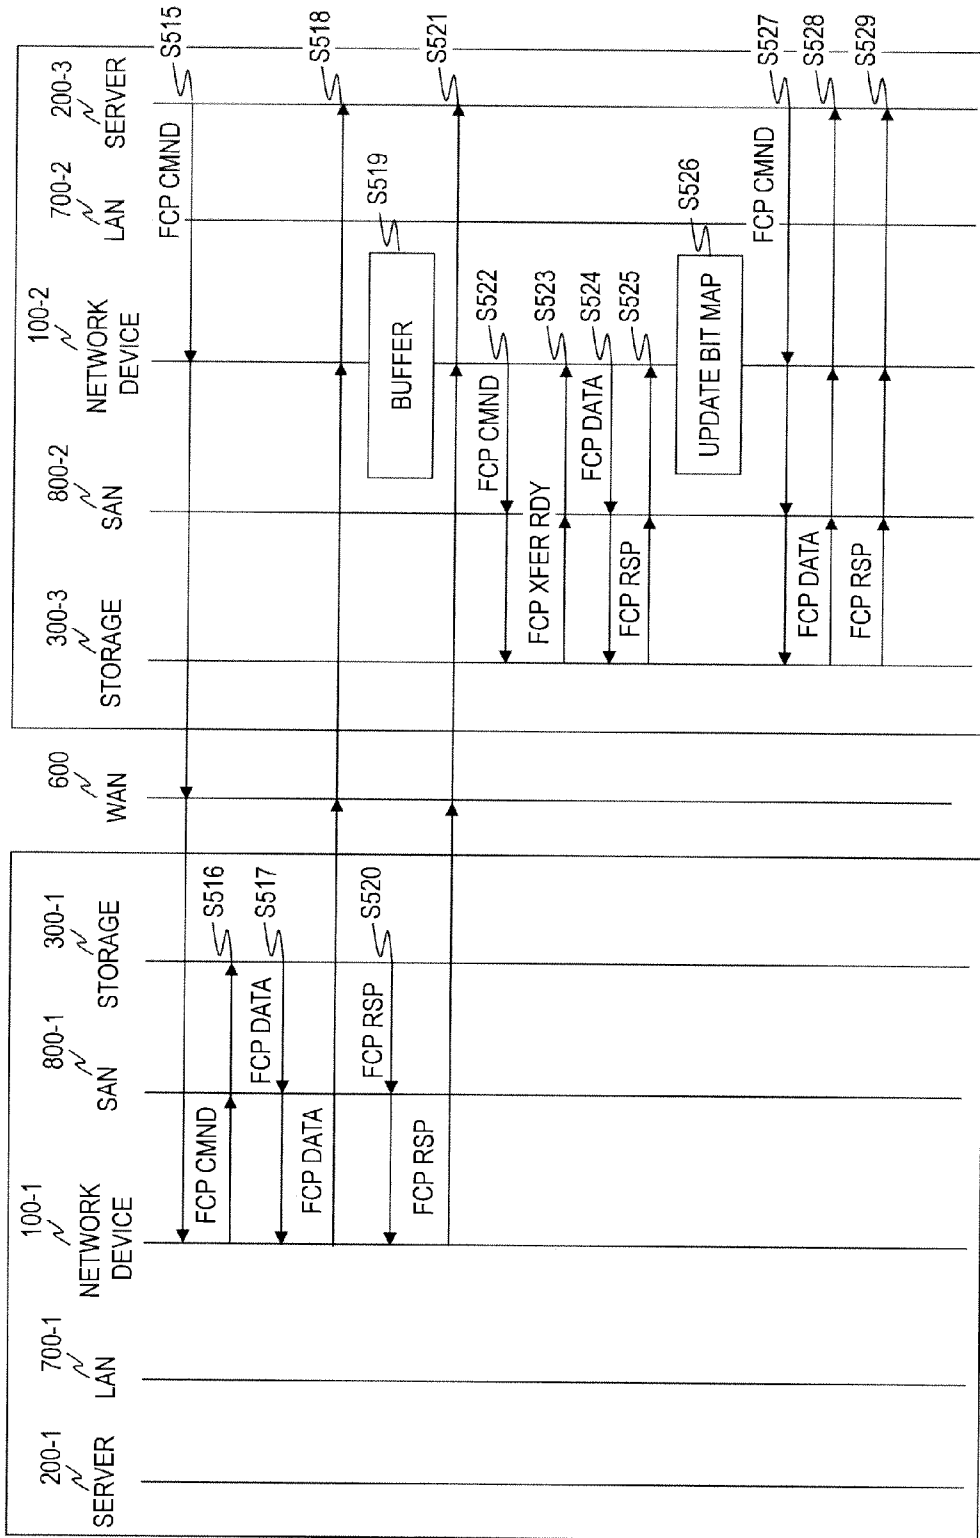 200-1
SERVER
700-1
LAN
100-1
NETWORK
DEVICE
800-1
SAN
300-1
STORAGE
600
WAN
300-3
STORAGE
800-2
SAN
100-2
NETWORK
DEVICE
700-2
LAN
200-3
SERVER
FCP CMND
S515
FCP CMND
S516
FCP DATA
S517
FCP DATA
S518
BUFFER
S519
FCP RSP
S520
FCP RSP
S521
FCP CMND
S522
FCP XFER RDY
S523
FCP DATA
S524
FCP RSP
S525
UPDATE BIT MAP
S526
FCP CMND
S527
FCP DATA
S528
FCP RSP
S529